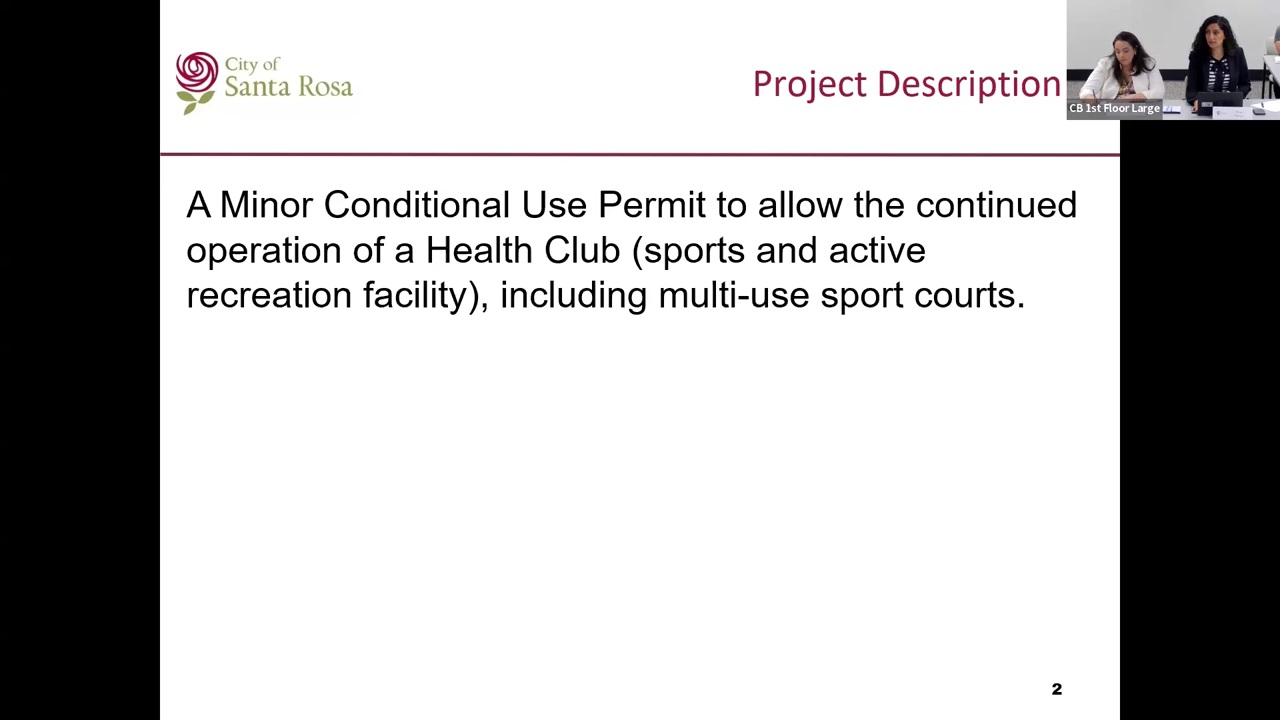 City of
Santa Rosa
Project Description
CB 1st Floor Large
A Minor Conditional Use Permit to allow the continued
operation of a Health Club (sports and active
recreation facility), including multi-use sport courts.
2